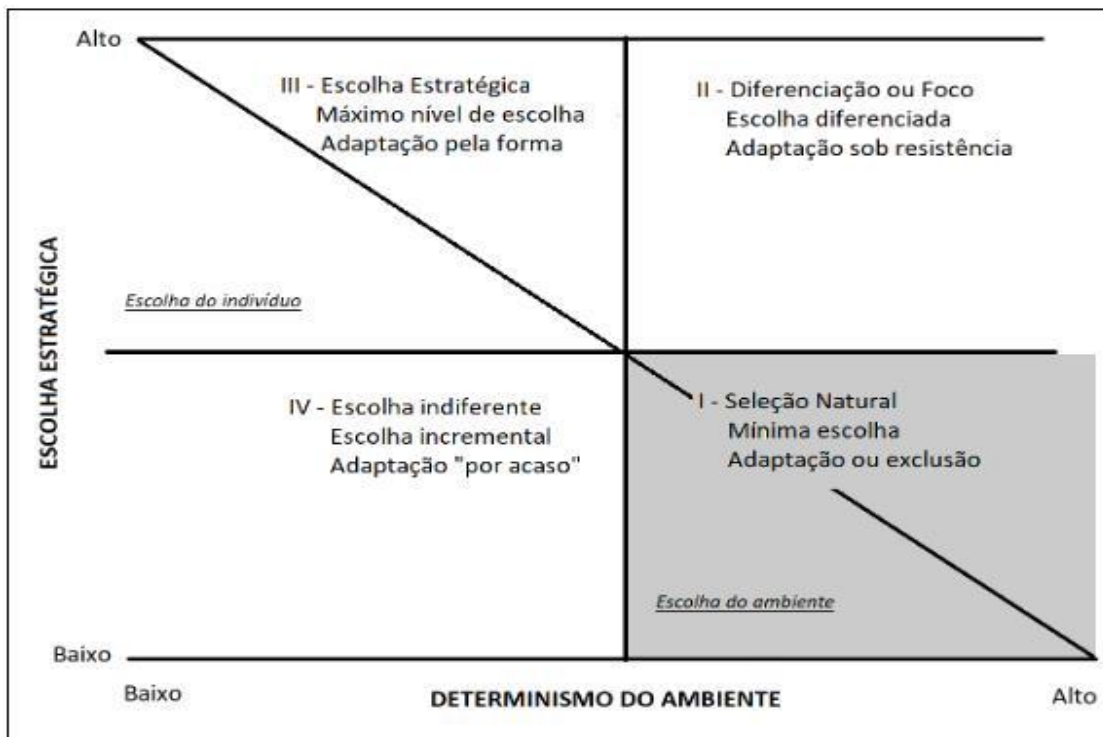 Alto
III - Escolha Estratégica
Máximo nível de escolha
Adaptação pela forma
II - Diferenciação ou Foco
Escolha diferenciada
Adaptação sob resistência
ESCOLHA ESTRATÉGICA
Escolha do indivíduo
IV - Escolha indiferente
Escolha incremental
Adaptação "por acaso"
I - Seleção Natural
Mínima escolha
Adaptação ou exclusão
Escolha do ambiente
Baixo
Baixo
DETERMINISMO DO AMBIENTE
Alto